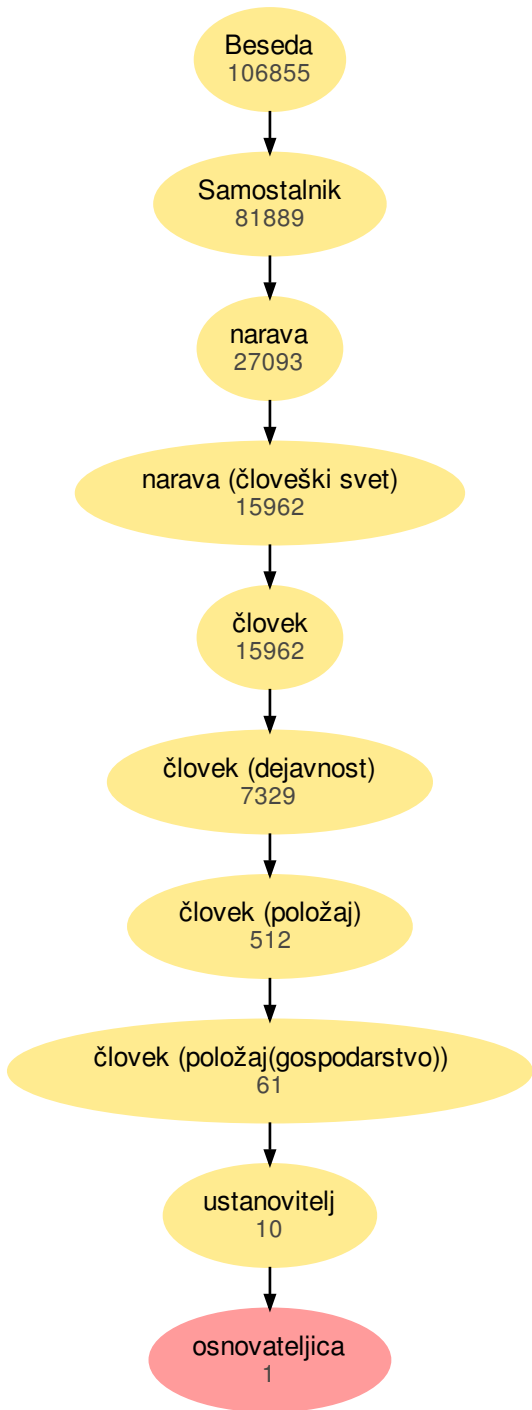 Beseda
106855
Samostalnik
81889
narava
27093
narava (človeški svet)
15962
človek
15962
človek (dejavnost)
7329
človek (položaj)
512
človek (položaj(gospodarstvo))
61
ustanovitelj
10
osnovateljica
1